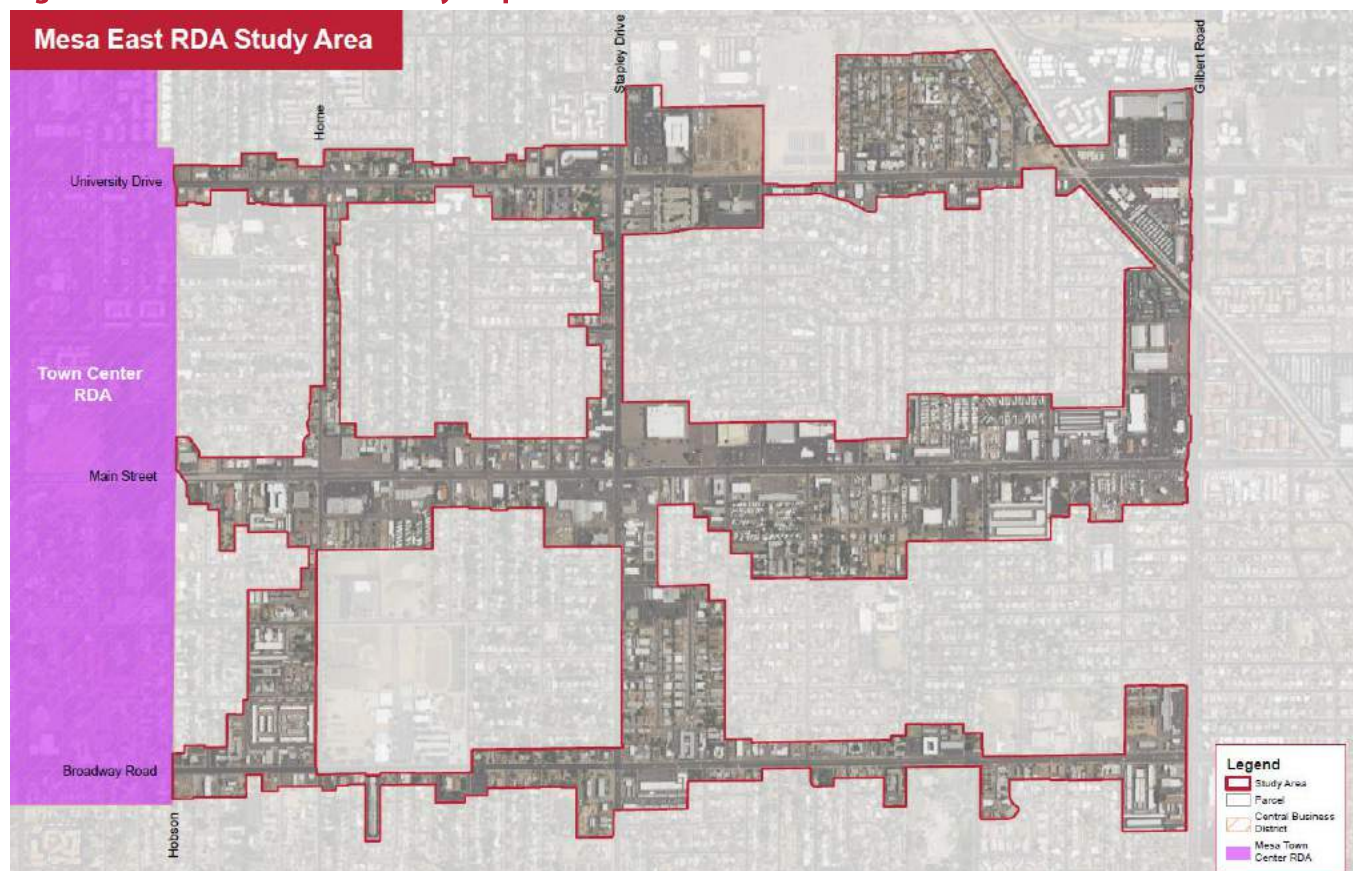 Mesa East RDA Study Area
Stapley Drive
Gilbert Road
Home
University Drive
Town Center
RDA
Main Street
Broadway Road
Hobson
Legend
Study Area
Parcel
Central Business
District
Mesa Town
Center RDA